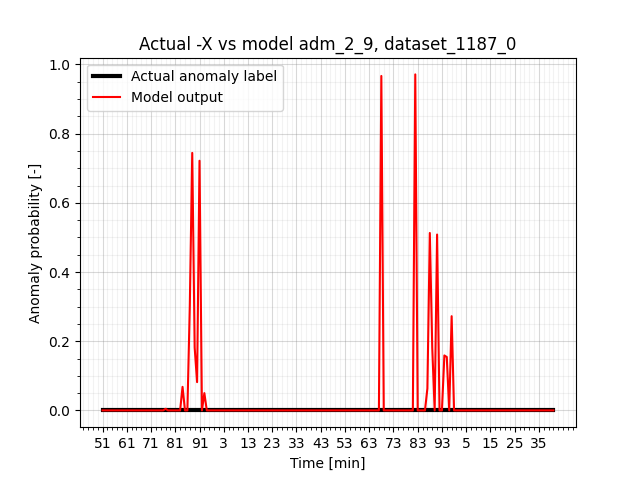 Actual -X vs model adm_2_9, dataset_1187_0
Actual anomaly label
Model output
Anomaly probability [-]
1.0
0.8
0.6
0.4
0.2
0.0
51 61 71 81 91 3 13 23 33 43 53 63 73 83 93 5 15 25 35
Time [min]